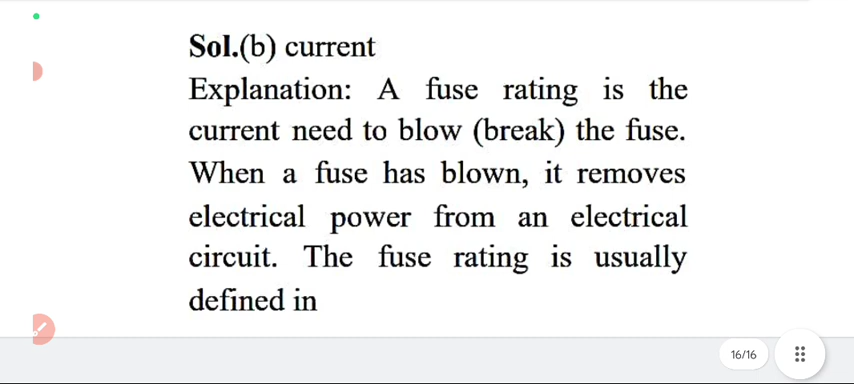 Sol.(b) current
Explanation: A fuse rating is the
current need to blow (break) the fuse.
When a fuse has blown, it removes
electrical power from an electrical
circuit. The fuse rating is usually
defined in
16/16